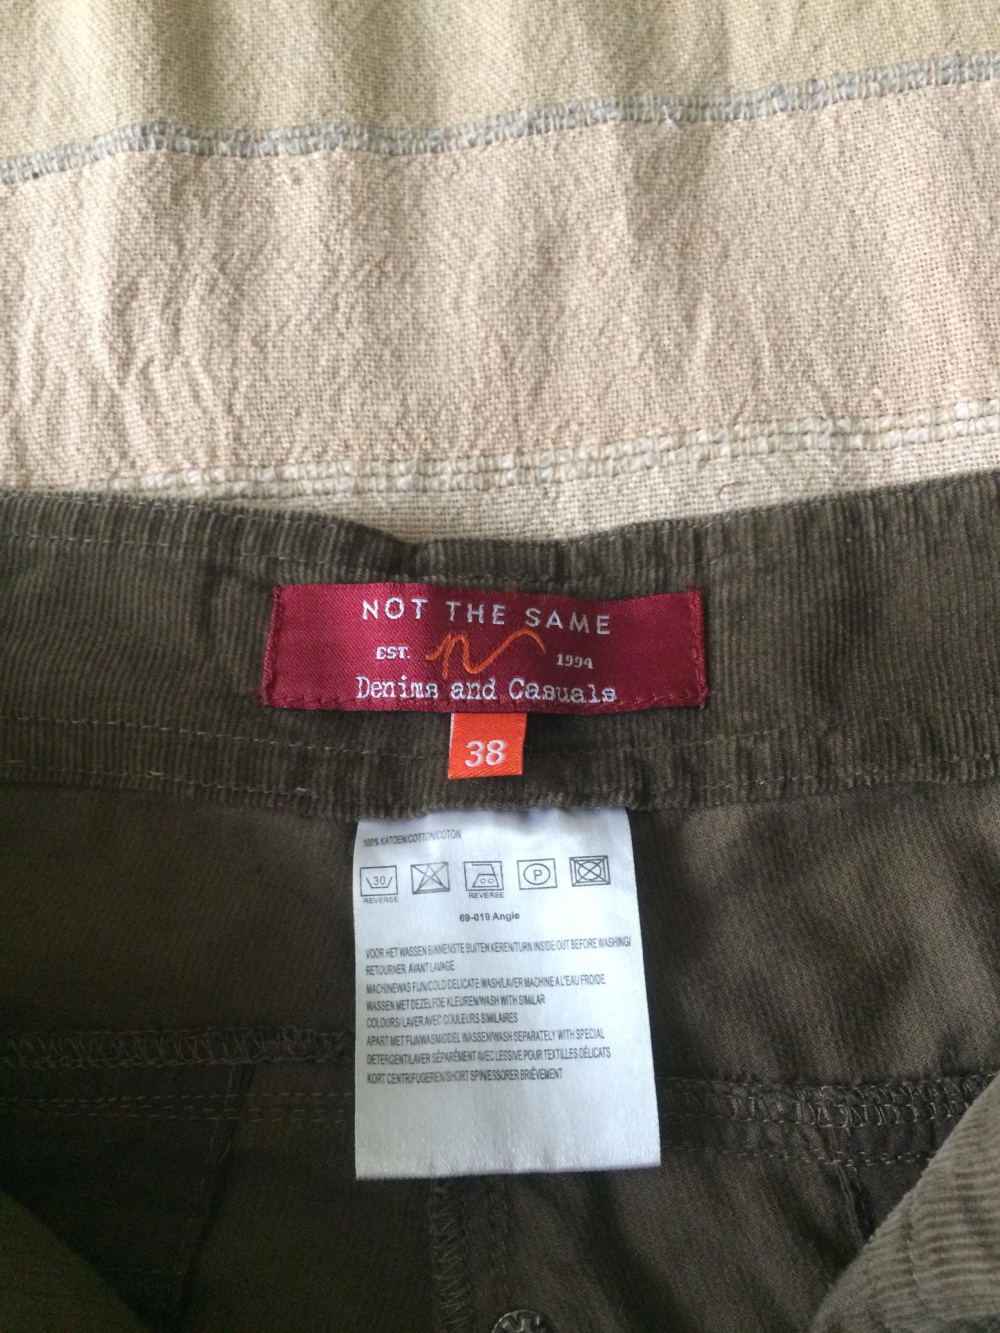 NOT THE SAME
EST. n 1994
Denims and Casuals
38
100% KATOEN/COTTON/COTON
30 P
REVERSE REVERSE
69-019 Angie
VOOR HET WASSEN BINNENSTE BUITEN KEREN/TURN INSIDE OUT BEFORE WASHING/
RETOURNER AVANT LAVAGE
MACHINEWAS FIJN/COLD DELICATE WASH/LAVER MACHINE A L'EAU FROIDE
WASSEN MET DEZELFDE KLEUREN/WASH WITH SIMILAR
COLOURS/ LAVER AVEC COULEURS SIMILAIRES
APART MET FIJNWASMIDDEL WASSEN/WASH SEPARATELY WITH SPECIAL
DETERGENT/LAVER SÉPARÉMENT AVEC LESSIVE POUR TEXTILES DÉLICATS
KORT CENTRIFUGEREN/SHORT SPIN/ESSORER BRIÈVEMENT